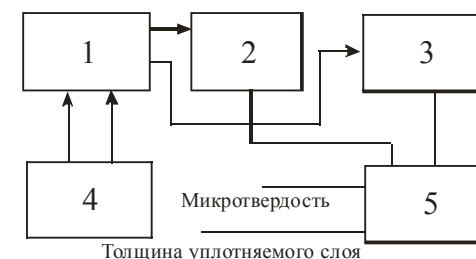 1 2 3
4 5
Микротвердость
Толщина уплотняемого слоя